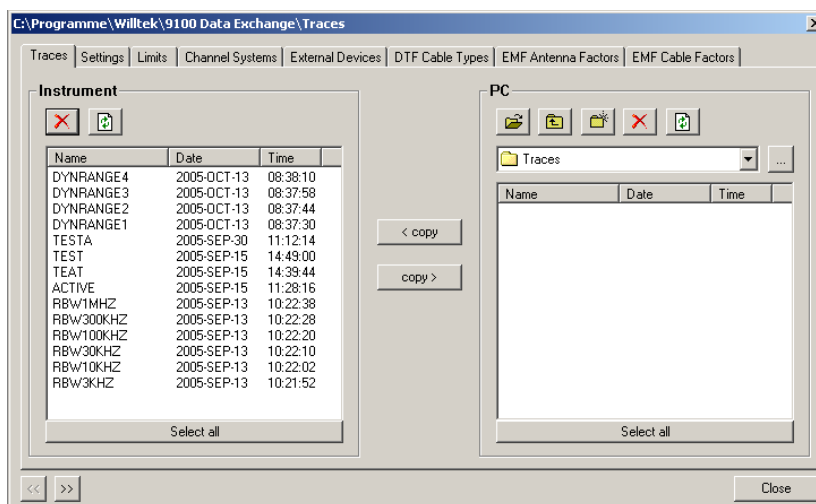 C:\Programme\Willtek\9100 Data Exchange\Traces
Traces Settings Limits Channel Systems External Devices DTF Cable Types EMF Antenna Factors EMF Cable Factors
Instrument
Name Date Time
DYNRANGE4 2005-OCT-13 08:38:10
DYNRANGE3 2005-OCT-13 08:37:58
DYNRANGE2 2005-OCT-13 08:37:44
DYNRANGE1 2005-OCT-13 08:37:30
TESTA 2005-SEP-30 11:12:14
TEST 2005-SEP-15 14:49:00
TEAT 2005-SEP-15 14:39:44
ACTIVE 2005-SEP-15 11:28:16
RBW1MHZ 2005-SEP-13 10:22:38
RBW300KHZ 2005-SEP-13 10:22:28
RBW100KHZ 2005-SEP-13 10:22:20
RBW30KHZ 2005-SEP-13 10:22:10
RBW10KHZ 2005-SEP-13 10:22:02
RBW3KHZ 2005-SEP-13 10:21:52
Select all
< copy
copy >
PC
Traces
...
Name Date Time
Select all
<< >>
Close